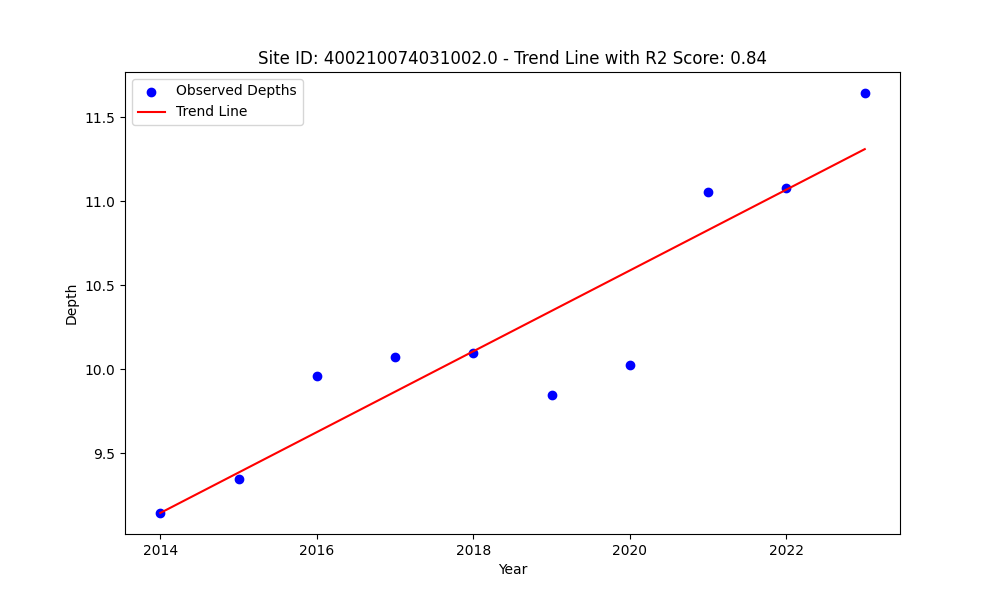 Site ID: 400210074031002.0 - Trend Line with R2 Score: 0.84
Observed Depths
Trend Line
11.5
11.0
10.5
10.0
9.5
Depth
2014
2016
2018
2020
2022
Year